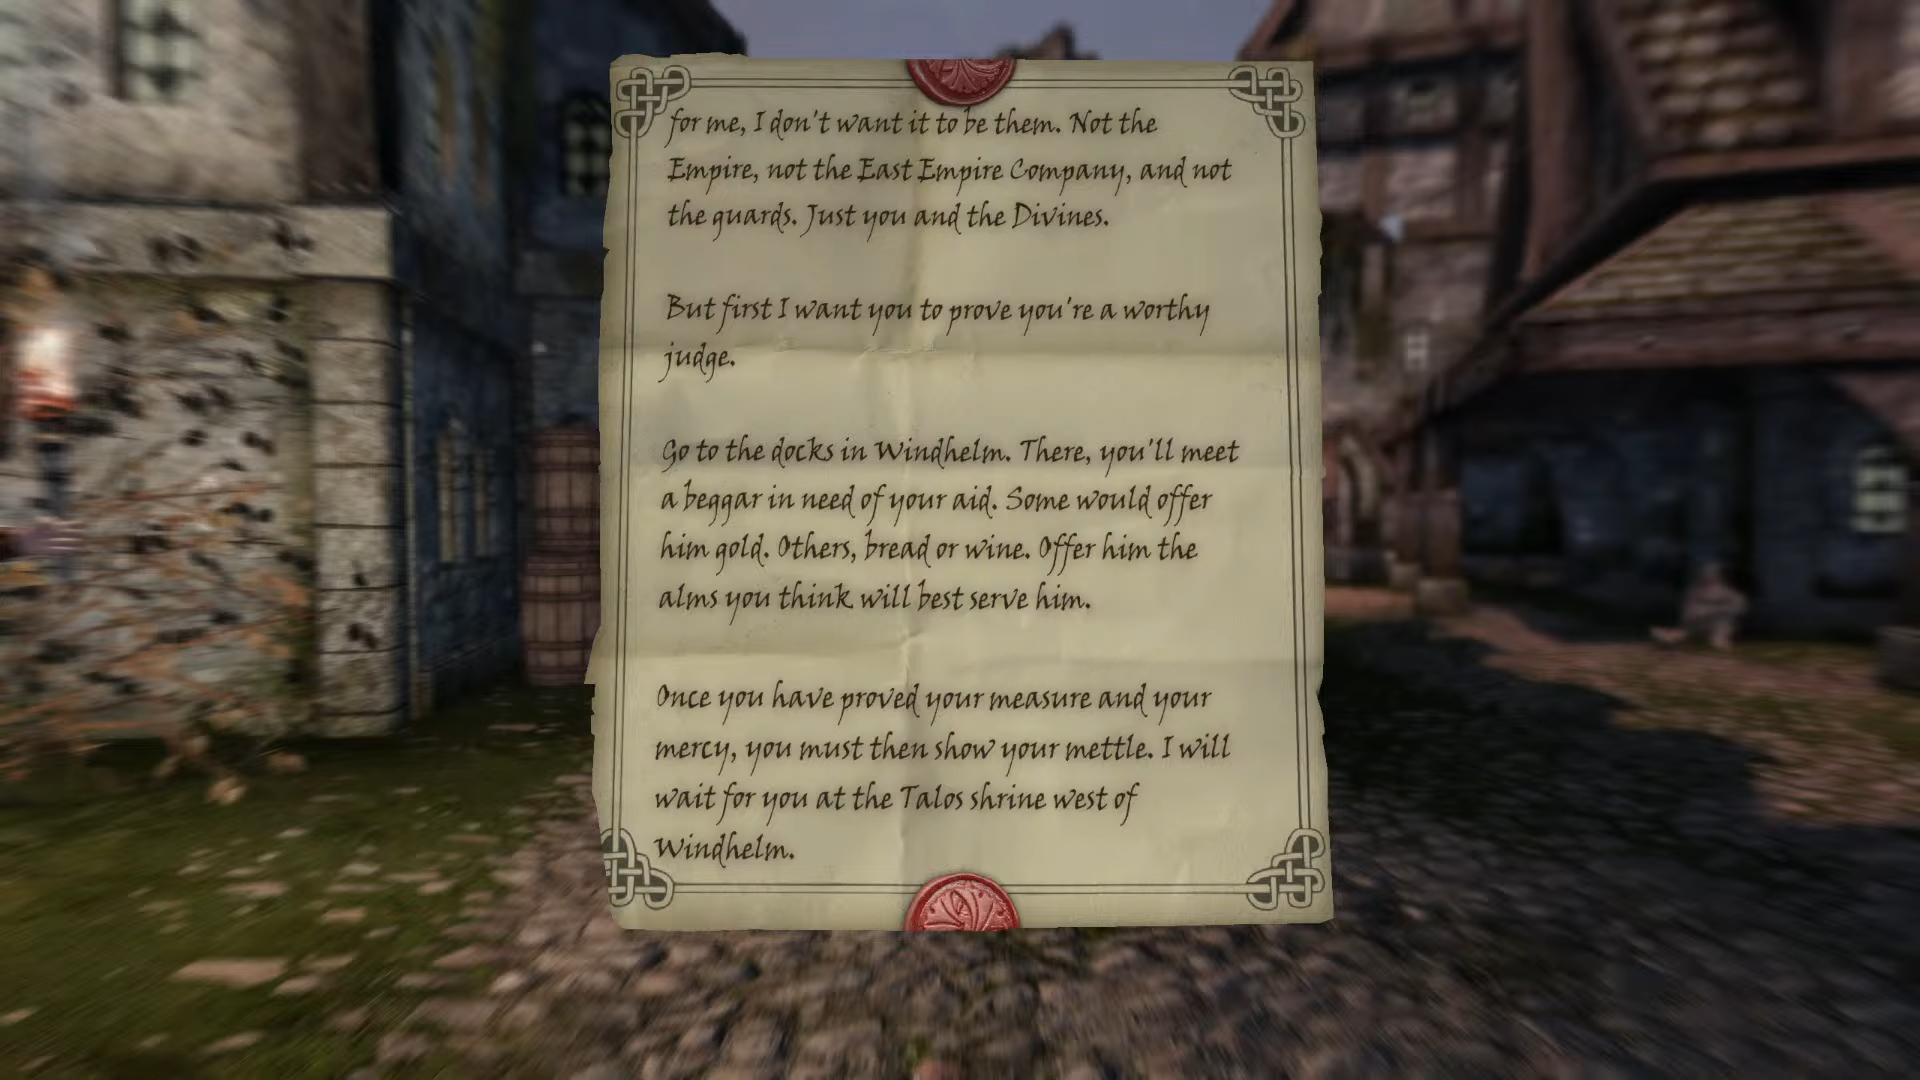 for me, I don't want it to be them. Not the
Empire, not the East Empire Company, and not
the guards. Just you and the Divines.
But first I want you to prove you're a worthy
judge.
Go to the docks in Windhelm. There, you'll meet
a beggar in need of your aid. Some would offer
him gold. Others, bread or wine. Offer him the
alms you think will best serve him.
Once you have proved your measure and your
mercy, you must then show your mettle. I will
wait for you at the Talos shrine west of
Windhelm.